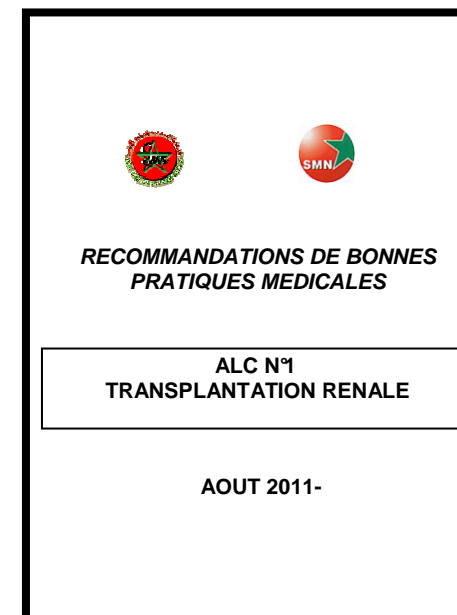 SMN
RECOMMANDATIONS DE BONNES
PRATIQUES MEDICALES
ALC N°1
TRANSPLANTATION RENALE
AOUT 2011-